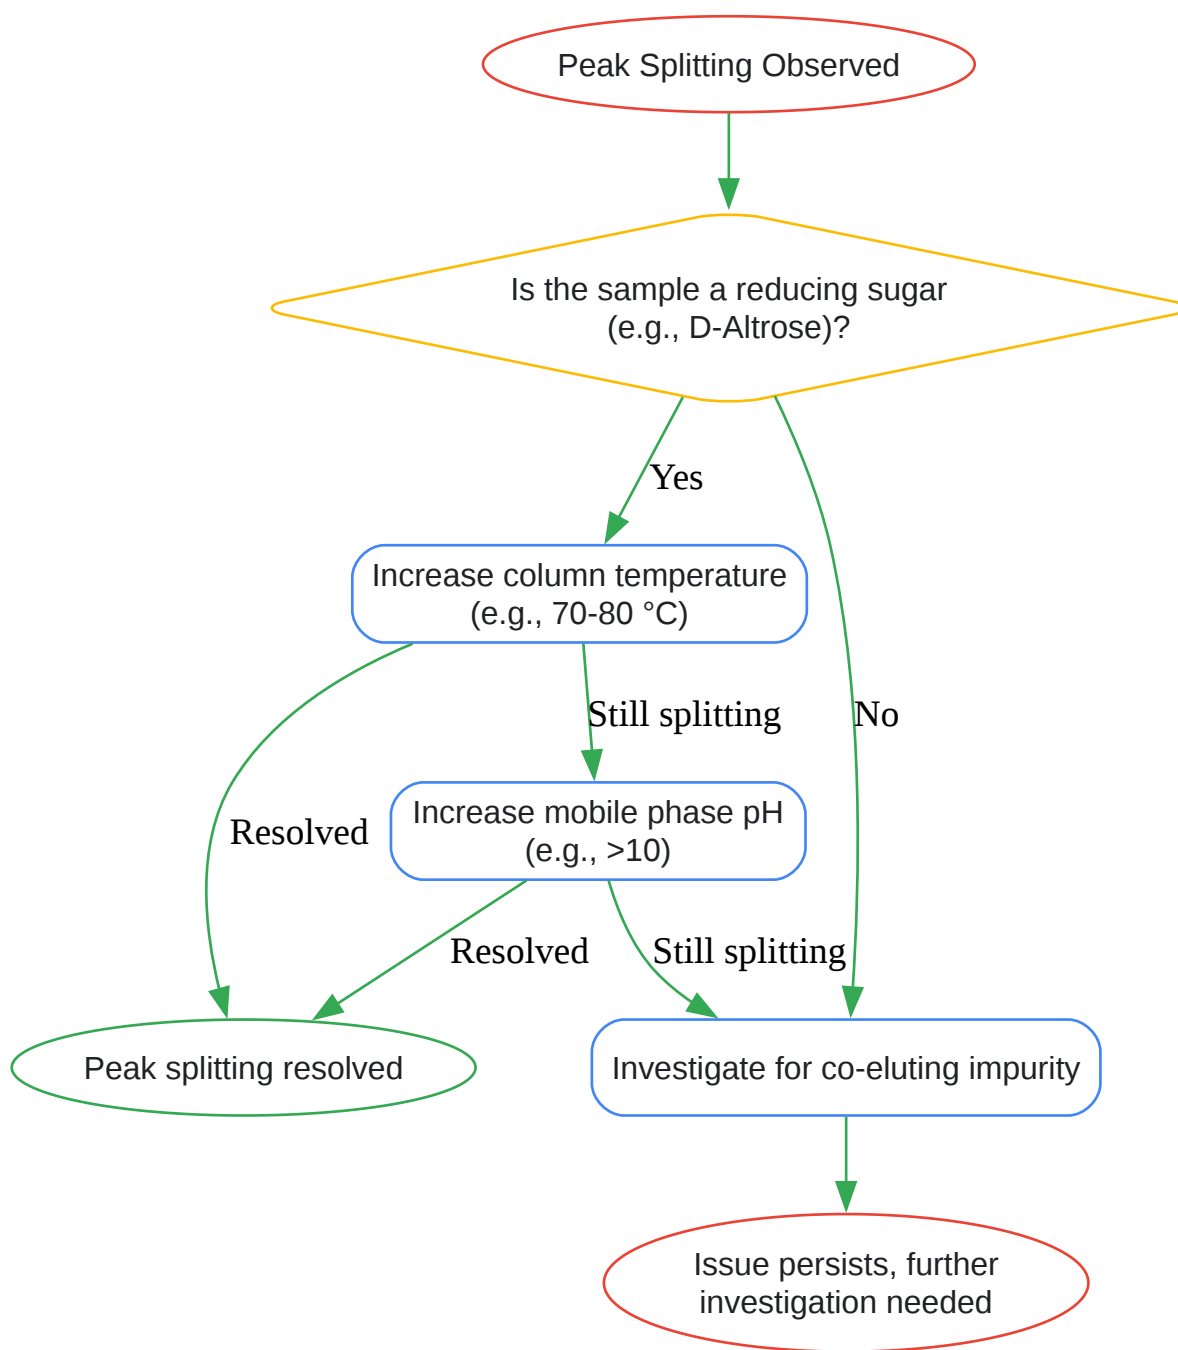 Peak Splitting Observed
Is the sample a reducing sugar
(e.g., D-Altrose)?
Yes
Increase column temperature
(e.g., 70-80 °C)
Still splitting
No
Increase mobile phase pH
(e.g., >10)
Resolved
Resolved
Still splitting
Peak splitting resolved
Investigate for co-eluting impurity
Issue persists, further
investigation needed